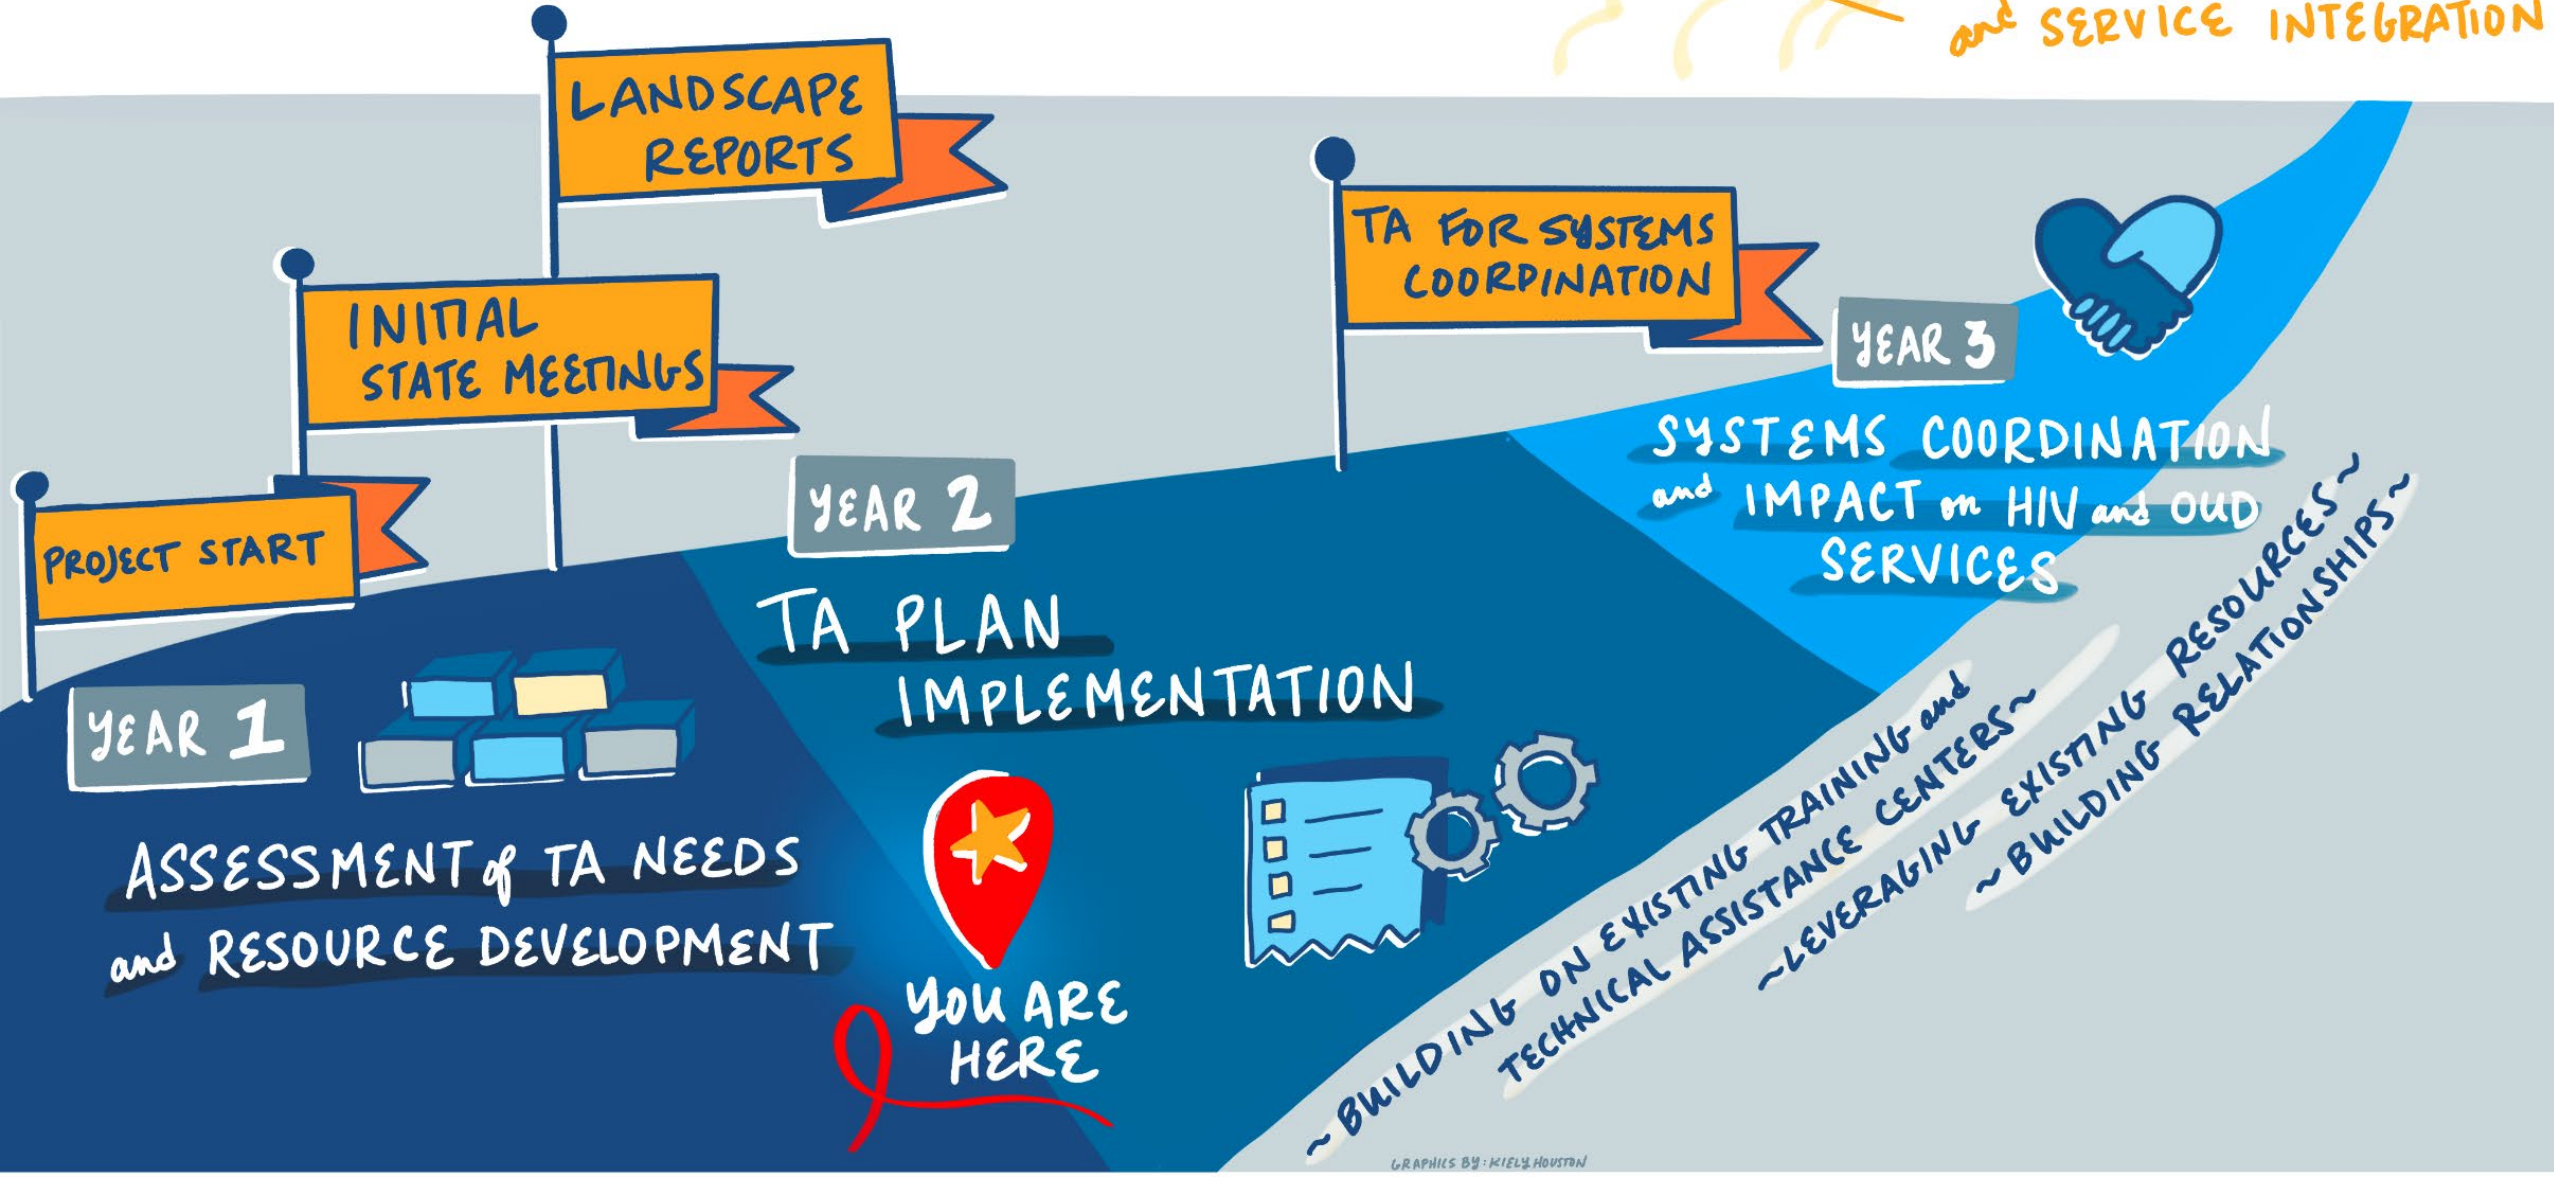 and SERVICE INTEGRATION
LANDSCAPE
REPORTS
INITIAL
STATE MEETINGS
PROJECT START
TA FOR SYSTEMS
COORDINATION
YEAR 1
ASSESSMENT of TA NEEDS
and RESOURCE DEVELOPMENT
YEAR 2
TA PLAN
IMPLEMENTATION
YOU ARE
HERE
YEAR 3
SYSTEMS COORDINATION
and IMPACT on HIV and OUD
SERVICES
~BUILDING ON EXISTING TRAINING and
TECHNICAL ASSISTANCE CENTERS~
~LEVERAGING EXISTING RESOURCES~
~BUILDING RELATIONSHIPS~
GRAPHICS BY: KIELY HOUSTON